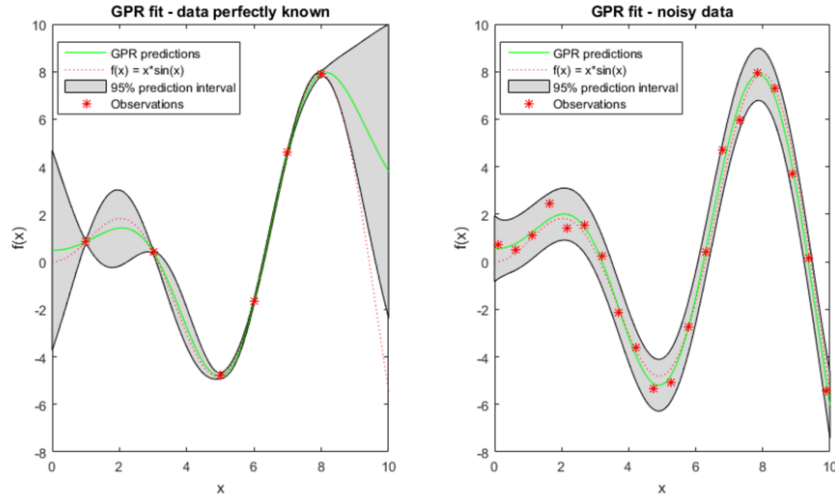 GPR fit - data perfectly known
10
8
6
4
2
0
-2
-4
-6
-8
f(x)
0
2
4
6
8
10
x
GPR predictions
f(x) = x*sin(x)
95% prediction interval
Observations
GPR fit - noisy data
10
8
6
4
2
0
-2
-4
-6
-8
f(x)
0
2
4
6
8
10
x
GPR predictions
f(x) = x*sin(x)
95% prediction interval
Observations